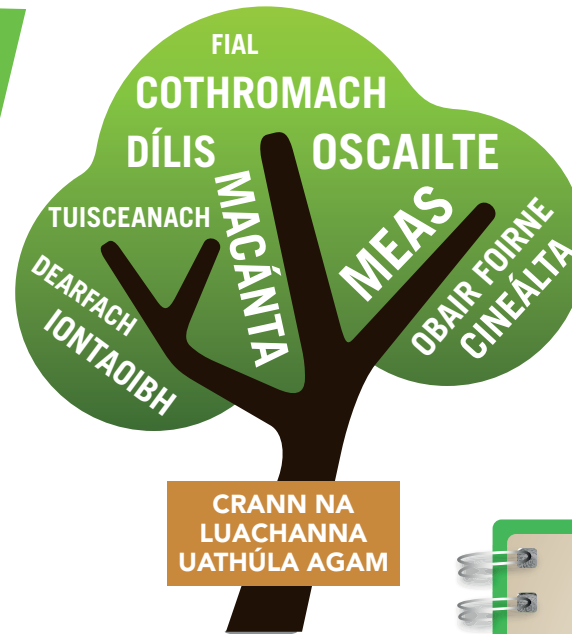 FIAL
COTHROMACH
DÍLIS
OSCAILTE
TUISCEANACH
MACÁNTA
MEAS
DEARFACH
IONTAOIBH
OBAIR FOIRNE
CINEÁLTA
CRANN NA
LUACHANNA
UATHÚLA AGAM